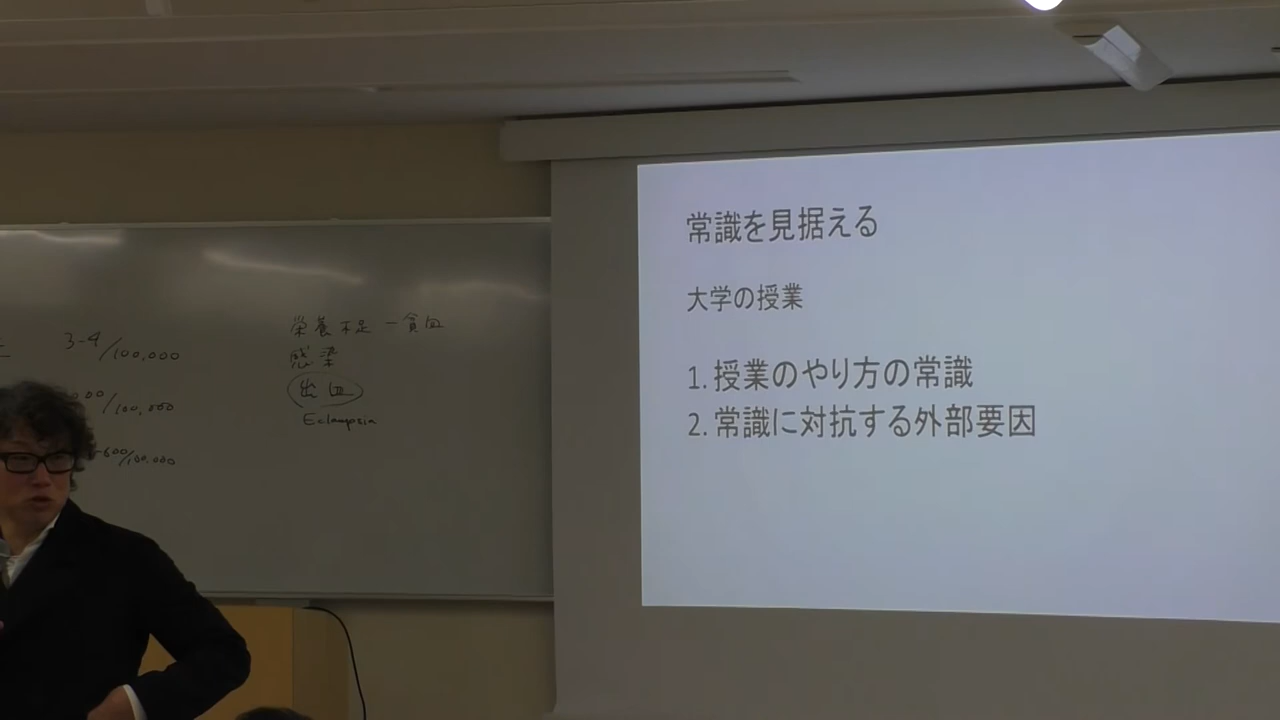 3-4/100,000
00/100,000
-600/100,000
栄養不足 - 貧血
感染
出血
Eclampsia
常識を見据える
大学の授業
1. 授業のやり方の常識
2. 常識に対抗する外部要因